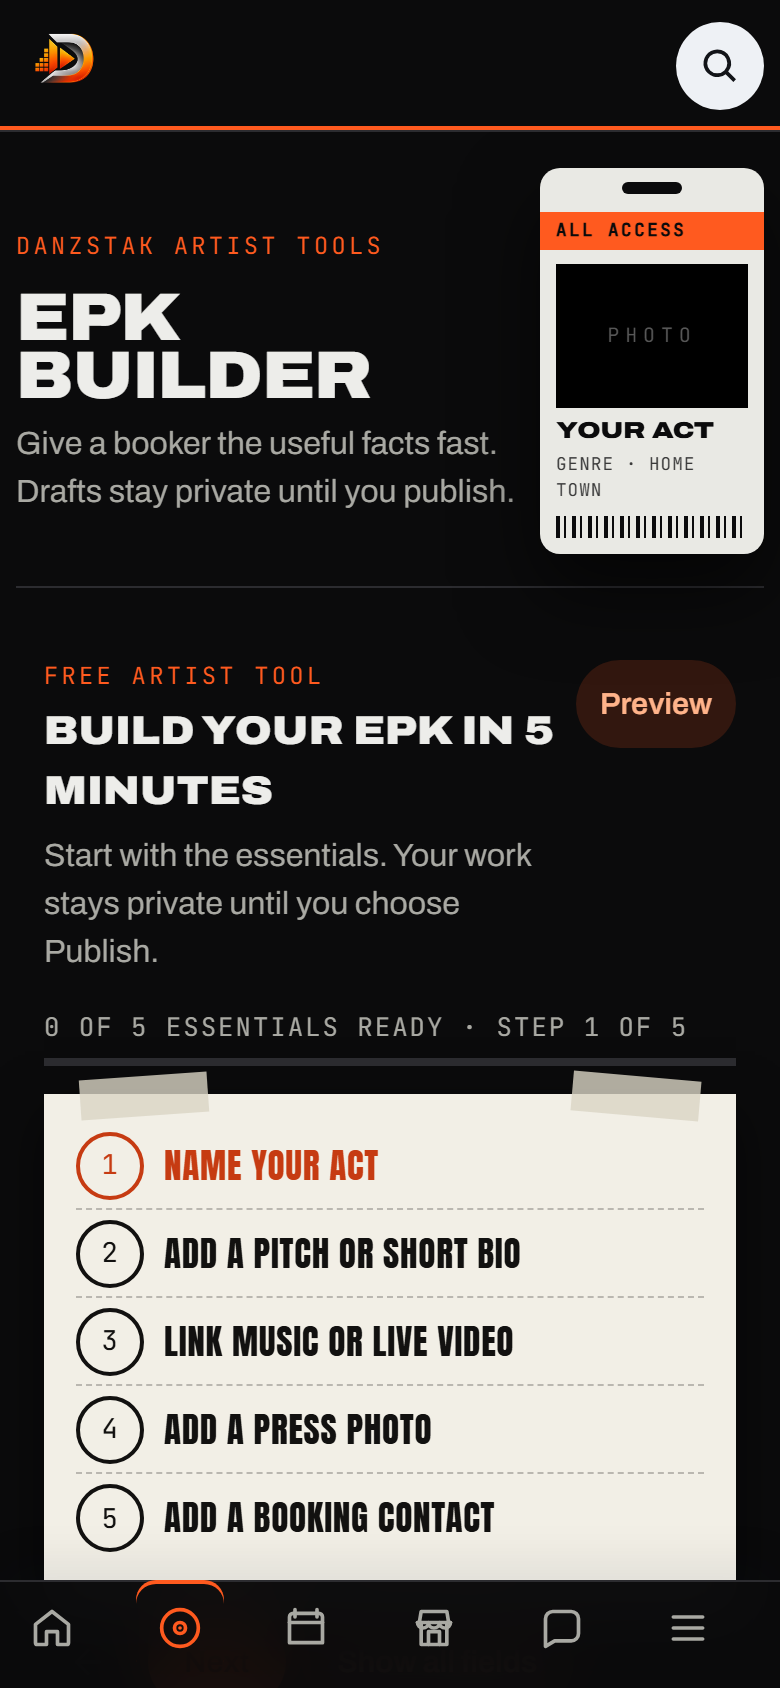 DANZSTAK ARTIST TOOLS
EPK
BUILDER
Give a booker the useful facts fast.
Drafts stay private until you publish.
ALL ACCESS
PHOTO
YOUR ACT
GENRE · HOME
TOWN
FREE ARTIST TOOL
BUILD YOUR EPK IN 5
MINUTES
Preview
Start with the essentials. Your work
stays private until you choose
Publish.
0 OF 5 ESSENTIALS READY · STEP 1 OF 5
1 NAME YOUR ACT
2 ADD A PITCH OR SHORT BIO
3 LINK MUSIC OR LIVE VIDEO
4 ADD A PRESS PHOTO
5 ADD A BOOKING CONTACT
Show all fields